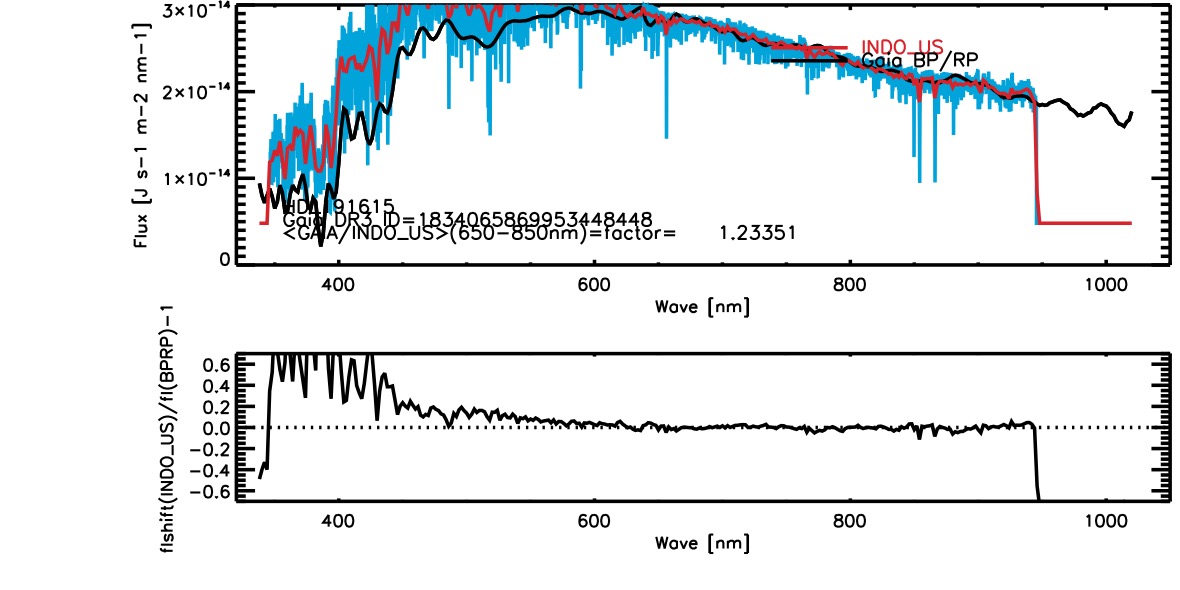 3×10⁻¹⁴
INDO_US
Gaia BP/RP
2×10⁻¹⁴
1×10⁻¹⁴
HD 191615
Gaia DR3 ID=1834065869953448448
<GAIA/INDO_US>(650−850nm)=factor= 1.23351
0
Flux [J s−1 m−2 nm−1]
400 600 800 1000
Wave [nm]
0.6
0.4
0.2
0.0
−0.2
−0.4
−0.6
flshift(INDO_US)/fl(BPRP)−1
400 600 800 1000
Wave [nm]